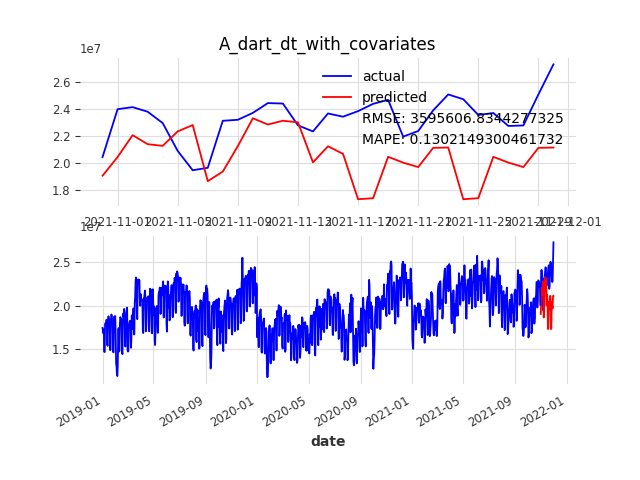 A_dart_dt_with_covariates
1e7
actual
predicted
RMSE: 3595606.8344277325
MAPE: 0.1302149300461732
2.6
2.4
2.2
2.0
1.8
2021-11-01 2021-11-05 2021-11-09 2021-11-13 2021-11-17 2021-11-21 2021-11-25 2021-11-29 2021-12-01
1e7
2.5
2.0
1.5
2019-01 2019-05 2019-09 2020-01 2020-05 2020-09 2021-01 2021-05 2021-09 2022-01
date